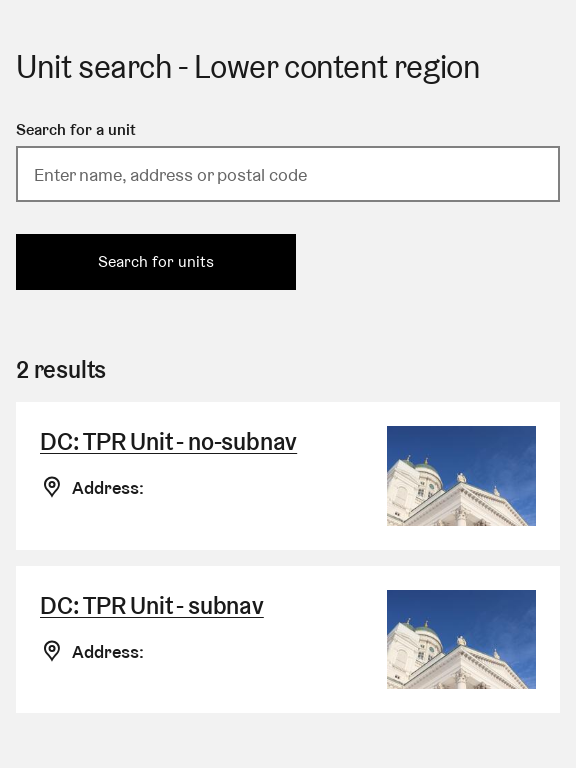 Unit search - Lower content region
Search for a unit
Enter name, address or postal code
Search for units
2 results
DC: TPR Unit - no-subnav
Address:
DC: TPR Unit - subnav
Address: